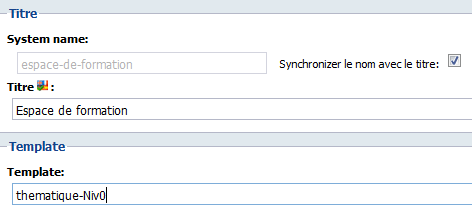 Titre
System name:
espace-de-formation
Synchronizer le nom avec le titre:
Titre :
Espace de formation
Template
Template:
thematique-Niv0